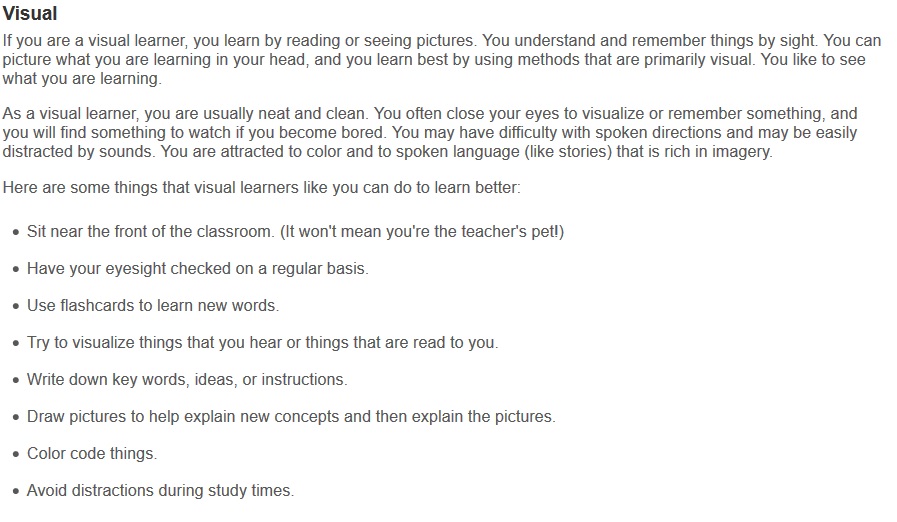 Visual
If you are a visual learner, you learn by reading or seeing pictures. You understand and remember things by sight. You can
picture what you are learning in your head, and you learn best by using methods that are primarily visual. You like to see
what you are learning.
As a visual learner, you are usually neat and clean. You often close your eyes to visualize or remember something, and
you will find something to watch if you become bored. You may have difficulty with spoken directions and may be easily
distracted by sounds. You are attracted to color and to spoken language (like stories) that is rich in imagery.
Here are some things that visual learners like you can do to learn better:
• Sit near the front of the classroom. (It won't mean you're the teacher's pet!)
• Have your eyesight checked on a regular basis.
• Use flashcards to learn new words.
• Try to visualize things that you hear or things that are read to you.
• Write down key words, ideas, or instructions.
• Draw pictures to help explain new concepts and then explain the pictures.
• Color code things.
• Avoid distractions during study times.